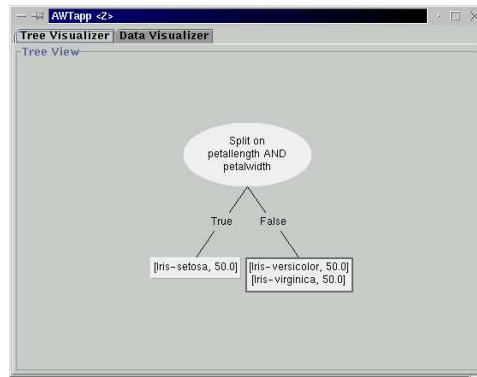 AWTapp <2>
Tree Visualizer Data Visualizer
Tree View
Split on
petallength AND
petalwidth
True False
[Iris-setosa, 50.0] [Iris-versicolor, 50.0]
[Iris-virginica, 50.0]